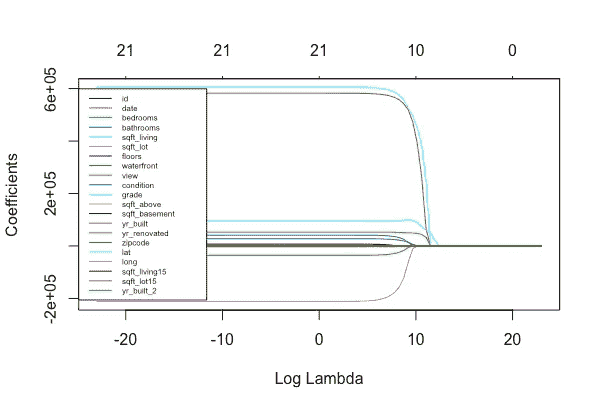 21 21 21 10 0
6e+05
2e+05
-2e+05
Coefficients
id
date
bedrooms
bathrooms
sqft_living
sqft_lot
floors
waterfront
view
condition
grade
sqft_above
sqft_basement
yr_built
yr_renovated
zipcode
lat
long
sqft_living15
sqft_lot15
yr_built_2
-20 -10 0 10 20
Log Lambda